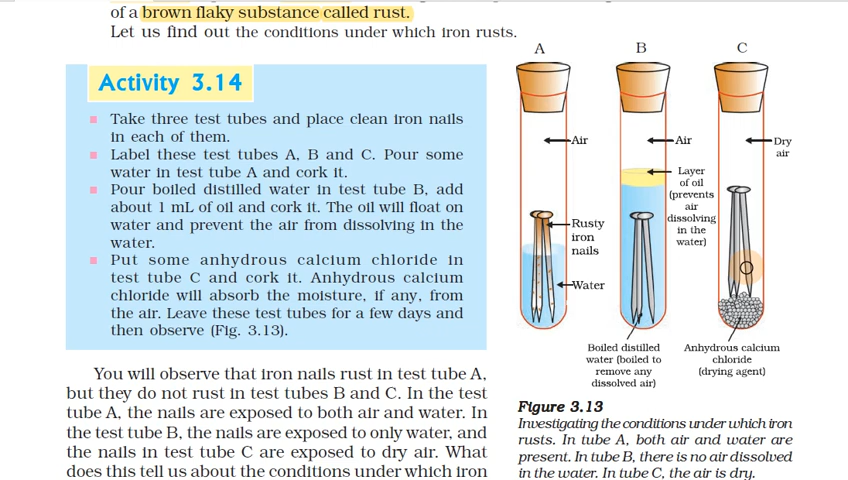 of a brown flaky substance called rust.
Let us find out the conditions under which iron rusts.
Activity 3.14
Take three test tubes and place clean iron nails
in each of them.
Label these test tubes A, B and C. Pour some
water in test tube A and cork it.
Pour boiled distilled water in test tube B, add
about 1 mL of oil and cork it. The oil will float on
water and prevent the air from dissolving in the
water.
Put some anhydrous calcium chloride in
test tube C and cork it. Anhydrous calcium
chloride will absorb the moisture, if any, from
the air. Leave these test tubes for a few days and
then observe (Fig. 3.13).
You will observe that iron nails rust in test tube A,
but they do not rust in test tubes B and C. In the test
tube A, the nails are exposed to both air and water. In
the test tube B, the nails are exposed to only water, and
the nails in test tube C are exposed to dry air. What
does this tell us about the conditions under which iron
A
B
C
Air
Air
Dry
air
Layer
of oil
(prevents
air
dissolving
in the
water)
Rusty
iron
nails
Water
Boiled distilled
water (boiled to
remove any
dissolved air)
Anhydrous calcium
chloride
(drying agent)
Figure 3.13
Investigating the conditions under which iron
rusts. In tube A, both air and water are
present. In tube B, there is no air dissolved
in the water. In tube C, the air is dry.